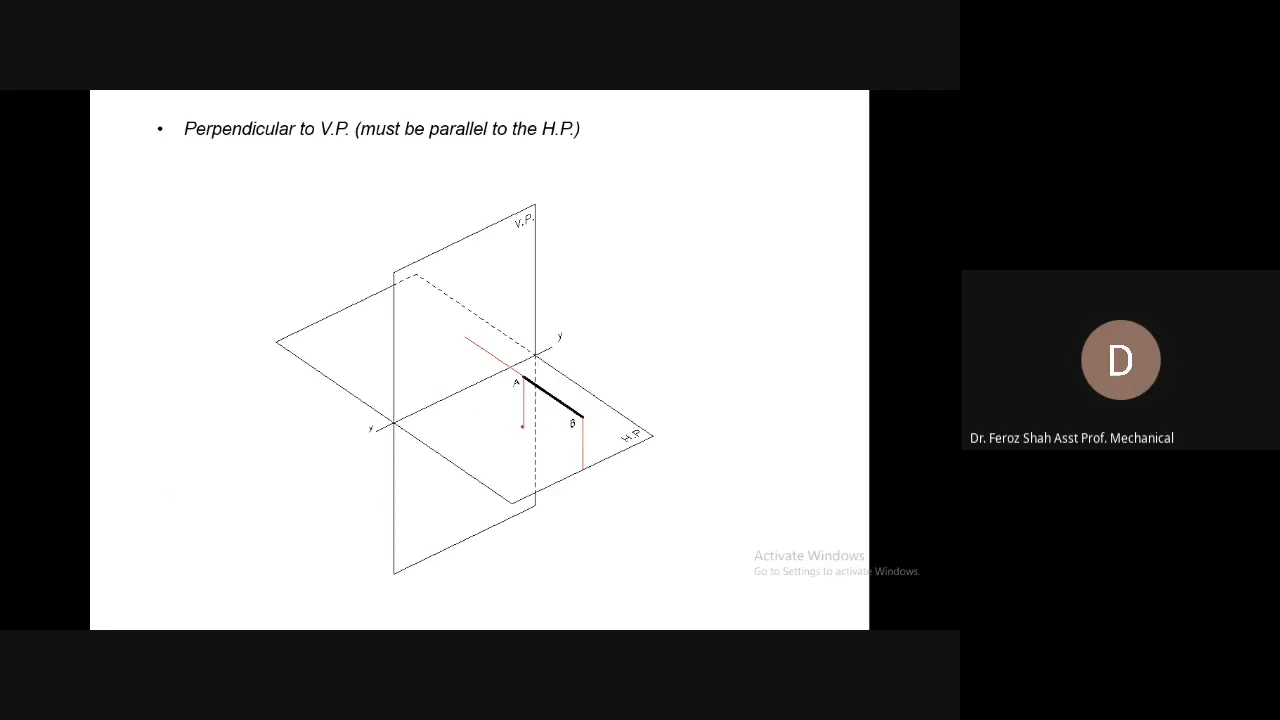 • Perpendicular to V.P. (must be parallel to the H.P.)
V.P.
y
A
B
x
H.P
D
Dr. Feroz Shah Asst Prof. Mechanical
Activate Windows
Go to Settings to activate Windows.